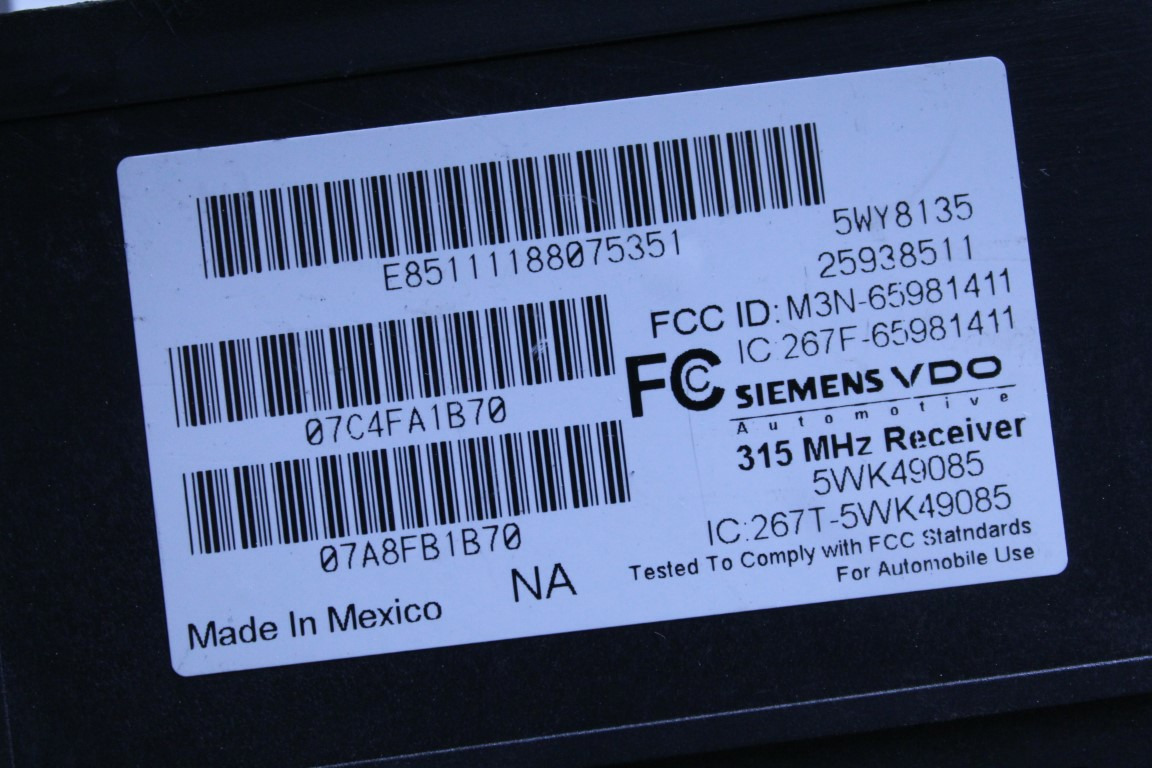 E85111188075351
5WY8135
25938511
FCC ID: M3N-65981411
IC 267F-65981411
07C4FA1B70
FC SIEMENS VDO
Automotive
315 MHz Receiver
5WK49085
IC:267T-5WK49085
07A8FB1B70
Tested To Comply with FCC Statndards
For Automobile Use
NA
Made In Mexico